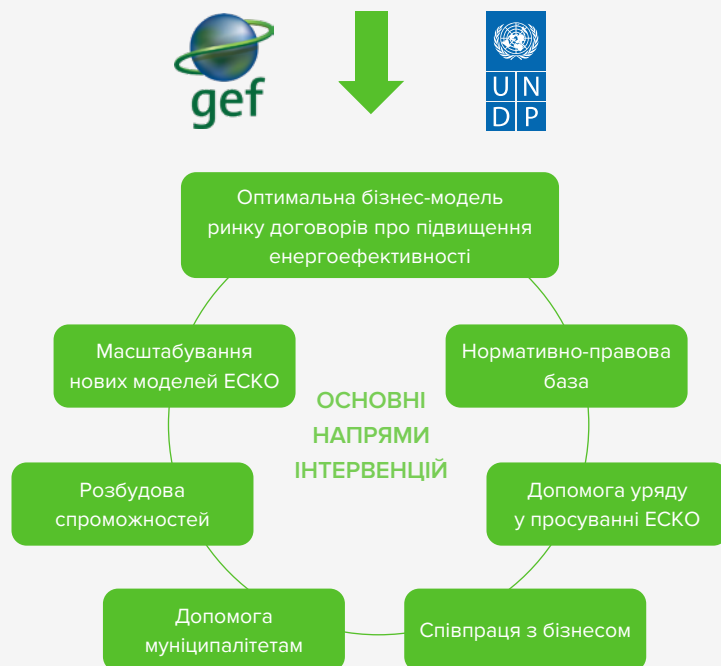 gef
U N
D P
Оптимальна бізнес-модель
ринку договорів про підвищення
енергоефективності
Масштабування
нових моделей ЕСКО
Нормативно-правова
база
ОСНОВНІ
НАПРЯМИ
ІНТЕРВЕНЦІЙ
Розбудова
спроможностей
Допомога уряду
у просуванні ЕСКО
Допомога
муніципалітетам
Співпраця з бізнесом